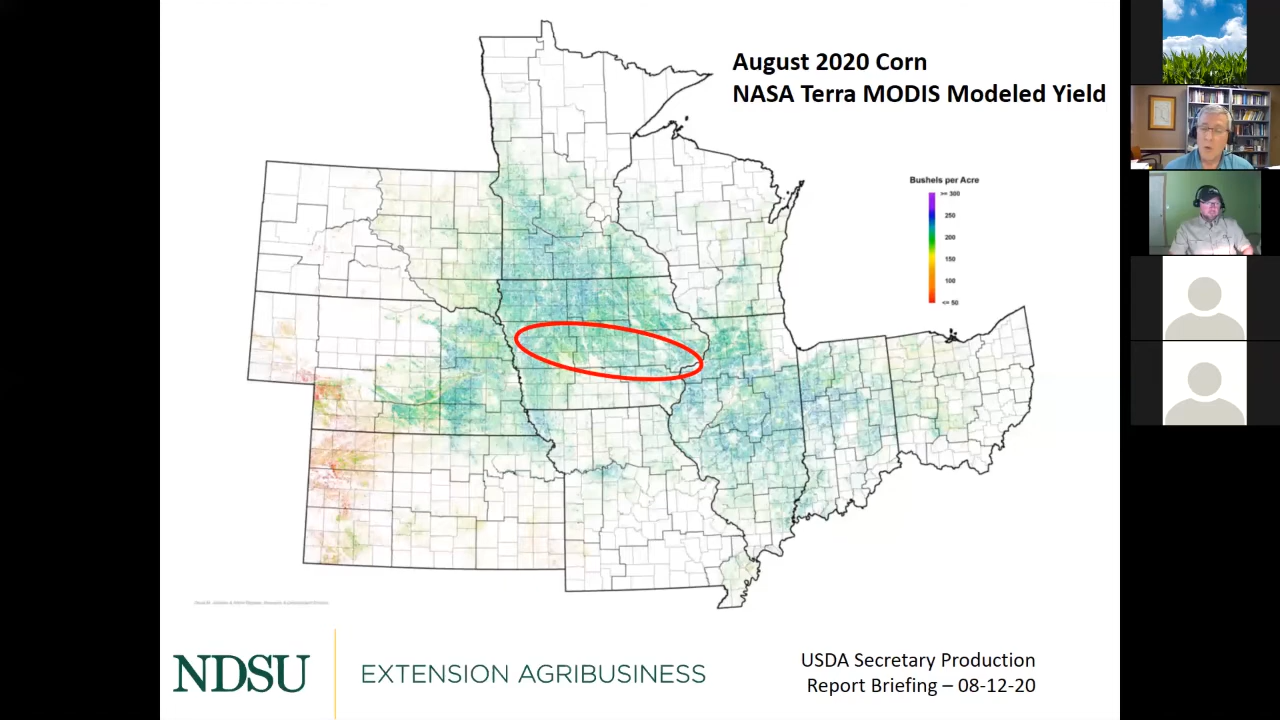 August 2020 Corn
NASA Terra MODIS Modeled Yield
Bushels per Acre
>= 300
250
200
150
100
<= 50
NDSU
EXTENSION AGRIBUSINESS
USDA Secretary Production
Report Briefing – 08-12-20